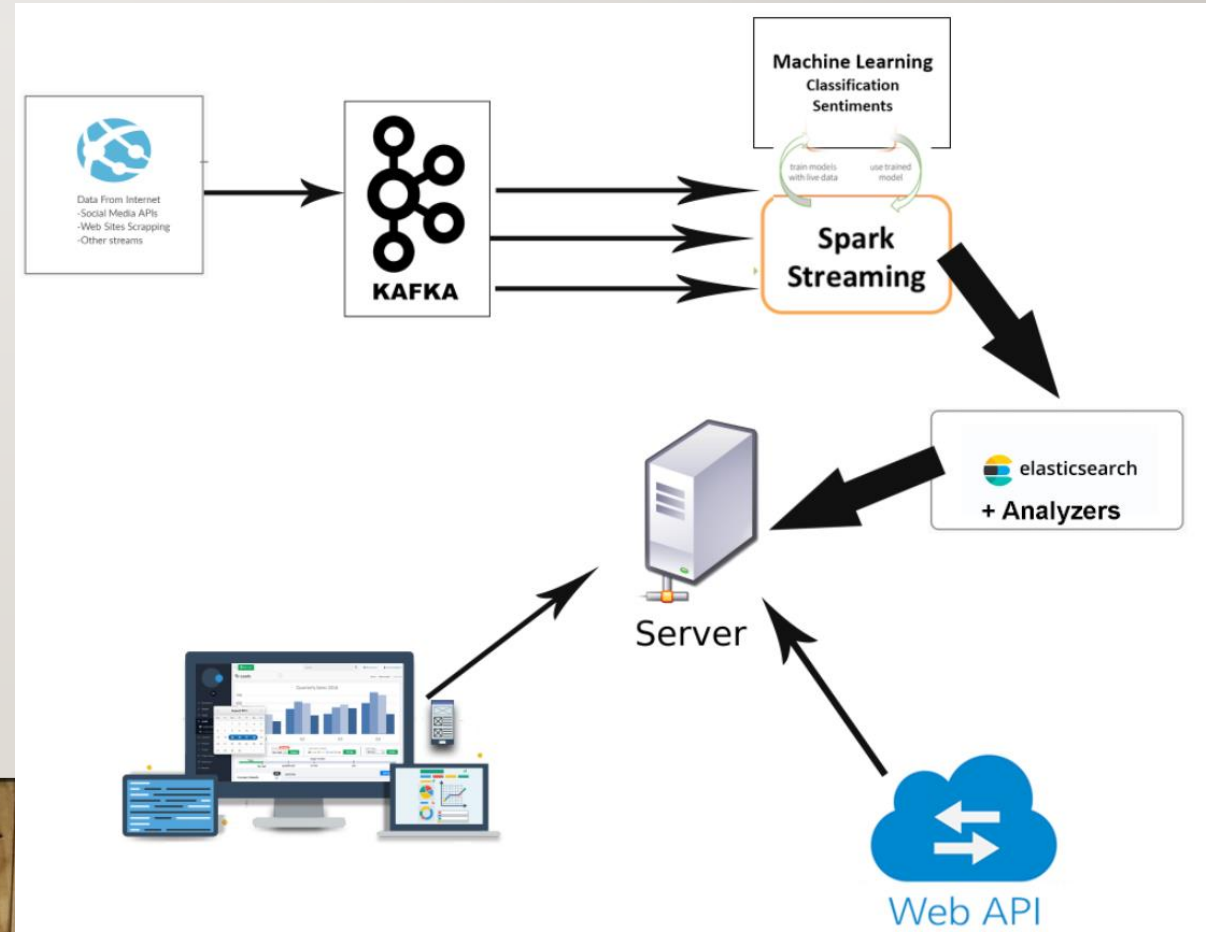 Data From Internet
-Social Media APIs
-Web Sites Scrapping
-Other streams
KAFKA
Machine Learning
Classification
Sentiments
train models
with live data
use trained
model
Spark
Streaming
elasticsearch
+ Analyzers
Server
Web API